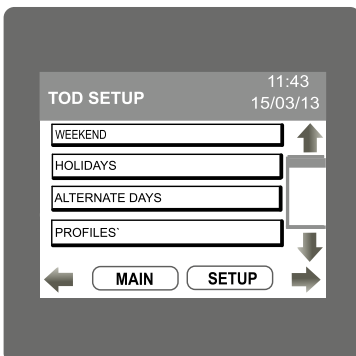 11:43
TOD SETUP 15/03/13
WEEKEND
HOLIDAYS
ALTERNATE DAYS
PROFILES`
MAIN SETUP